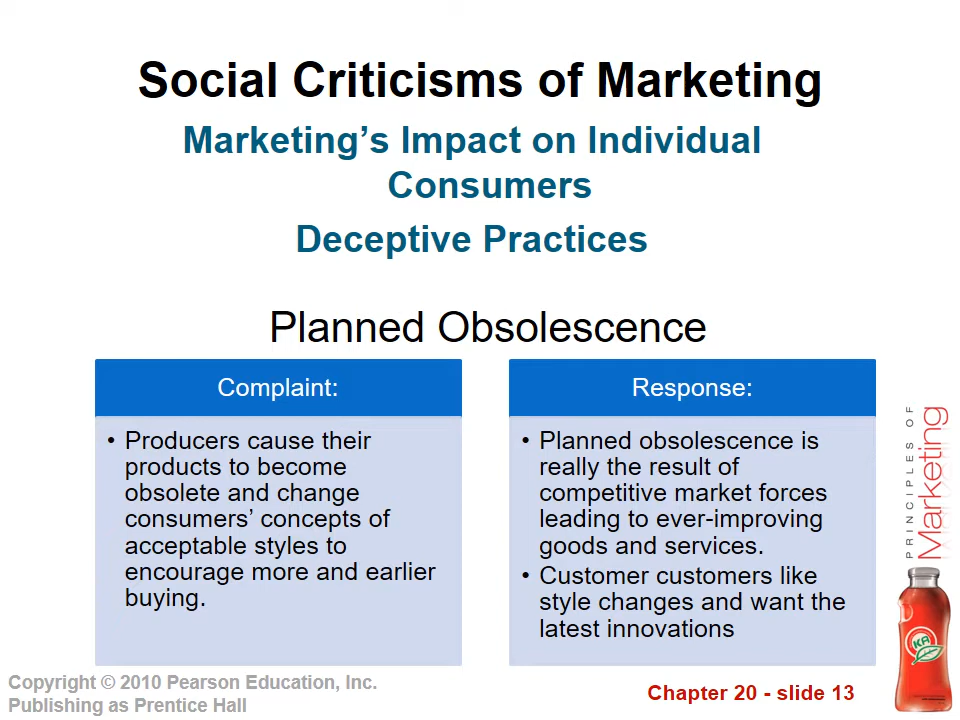 Social Criticisms of Marketing
Marketing’s Impact on Individual
Consumers
Deceptive Practices
Planned Obsolescence
Complaint:
• Producers cause their
products to become
obsolete and change
consumers’ concepts of
acceptable styles to
encourage more and earlier
buying.
Response:
• Planned obsolescence is
really the result of
competitive market forces
leading to ever-improving
goods and services.
• Customer customers like
style changes and want the
latest innovations
PRINCIPLES OF
Marketing
KR
Copyright © 2010 Pearson Education, Inc.
Publishing as Prentice Hall
Chapter 20 - slide 13